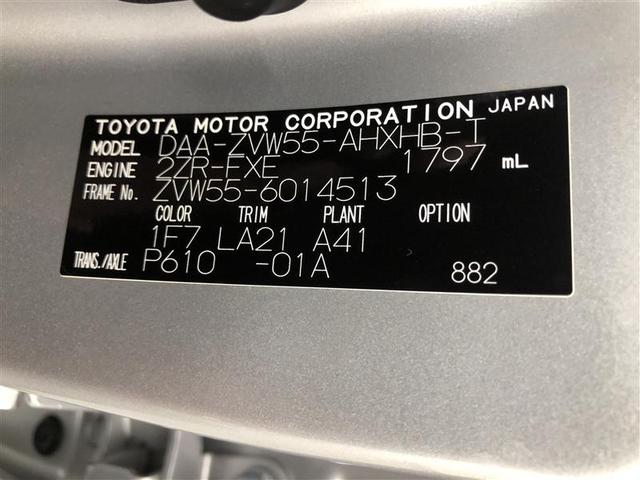 TOYOTA MOTOR CORPORATION JAPAN
MODEL DAA-ZVW55-AHXHB-T
ENGINE 2ZR-FXE 1797 mL
FRAME No. ZVW55-6014513
COLOR TRIM PLANT OPTION
1F7 LA21 A41
TRANS./AXLE P610 -01A 882